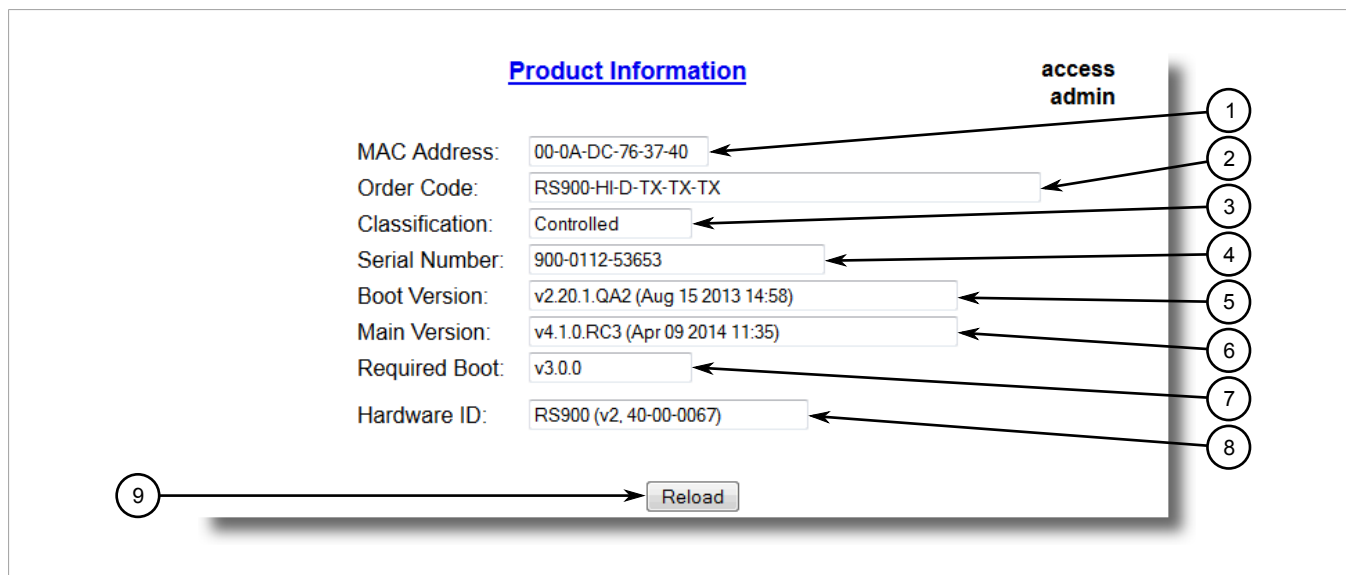 Product Information
access
admin
MAC Address: 00-0A-DC-76-37-40
Order Code: RS900-HI-D-TX-TX-TX
Classification: Controlled
Serial Number: 900-0112-53653
Boot Version: v2.20.1.QA2 (Aug 15 2013 14:58)
Main Version: v4.1.0.RC3 (Apr 09 2014 11:35)
Required Boot: v3.0.0
Hardware ID: RS900 (v2, 40-00-0067)
Reload
1
2
3
4
5
6
7
8
9